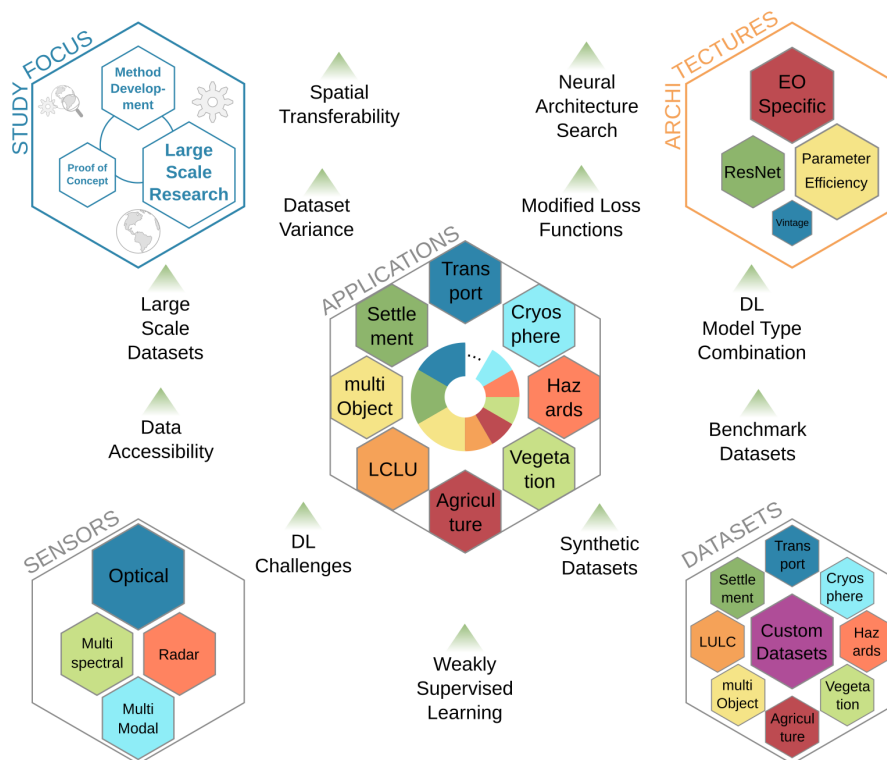 STUDY FOCUS
Method
Develop-
ment
Proof of
Concept
Large
Scale
Research
Spatial
Transferability
Neural
Architecture
Search
ARCHI TECTURES
EO
Specific
ResNet
Parameter
Efficiency
Vintage
Dataset
Variance
Modified Loss
Functions
Large
Scale
Datasets
DL
Model Type
Combination
Data
Accessibility
Benchmark
Datasets
APPLICATIONS
Trans
port
Settle
ment
Cryos
phere
multi
Object
...
Haz
ards
LCLU
Vegeta
tion
Agricul
ture
DL
Challenges
Synthetic
Datasets
Weakly
Supervised
Learning
SENSORS
Optical
Multi
spectral
Radar
Multi
Modal
DATASETS
Trans
port
Settle
ment
Cryos
phere
LULC
Custom
Datasets
Haz
ards
multi
Object
Vegeta
tion
Agricul
ture